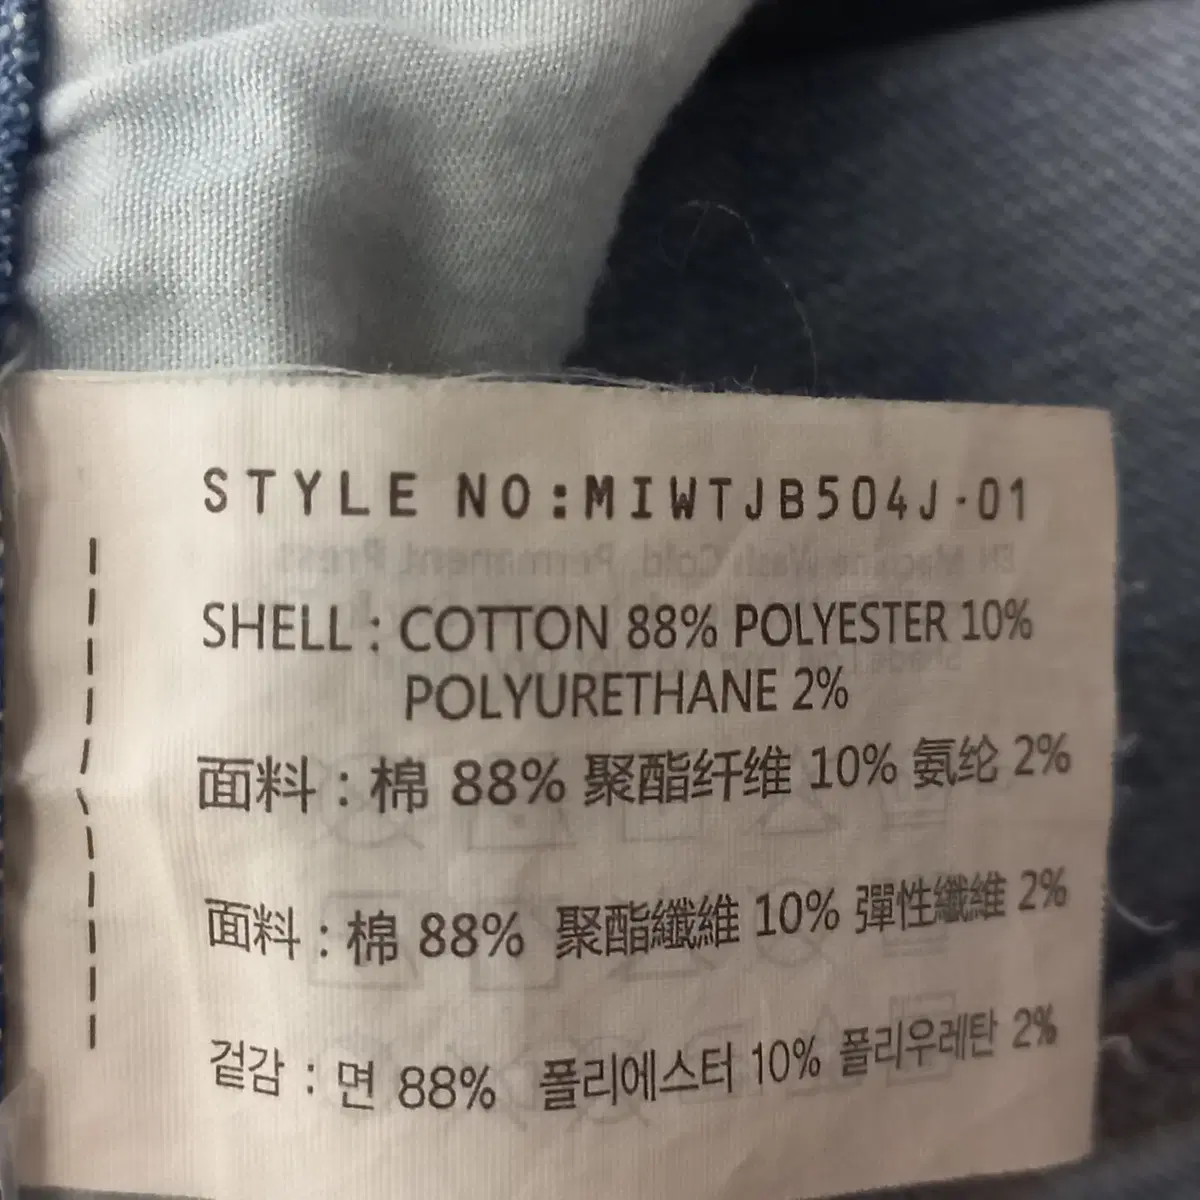 STYLE NO:MIWTJB504J-01
SHELL : COTTON 88% POLYESTER 10%
POLYURETHANE 2%
面料 : 棉 88% 聚酯纤维 10% 氨纶 2%
面料 : 棉 88% 聚酯纖維 10% 彈性纖維 2%
겉감 : 면 88% 폴리에스터 10% 폴리우레탄 2%